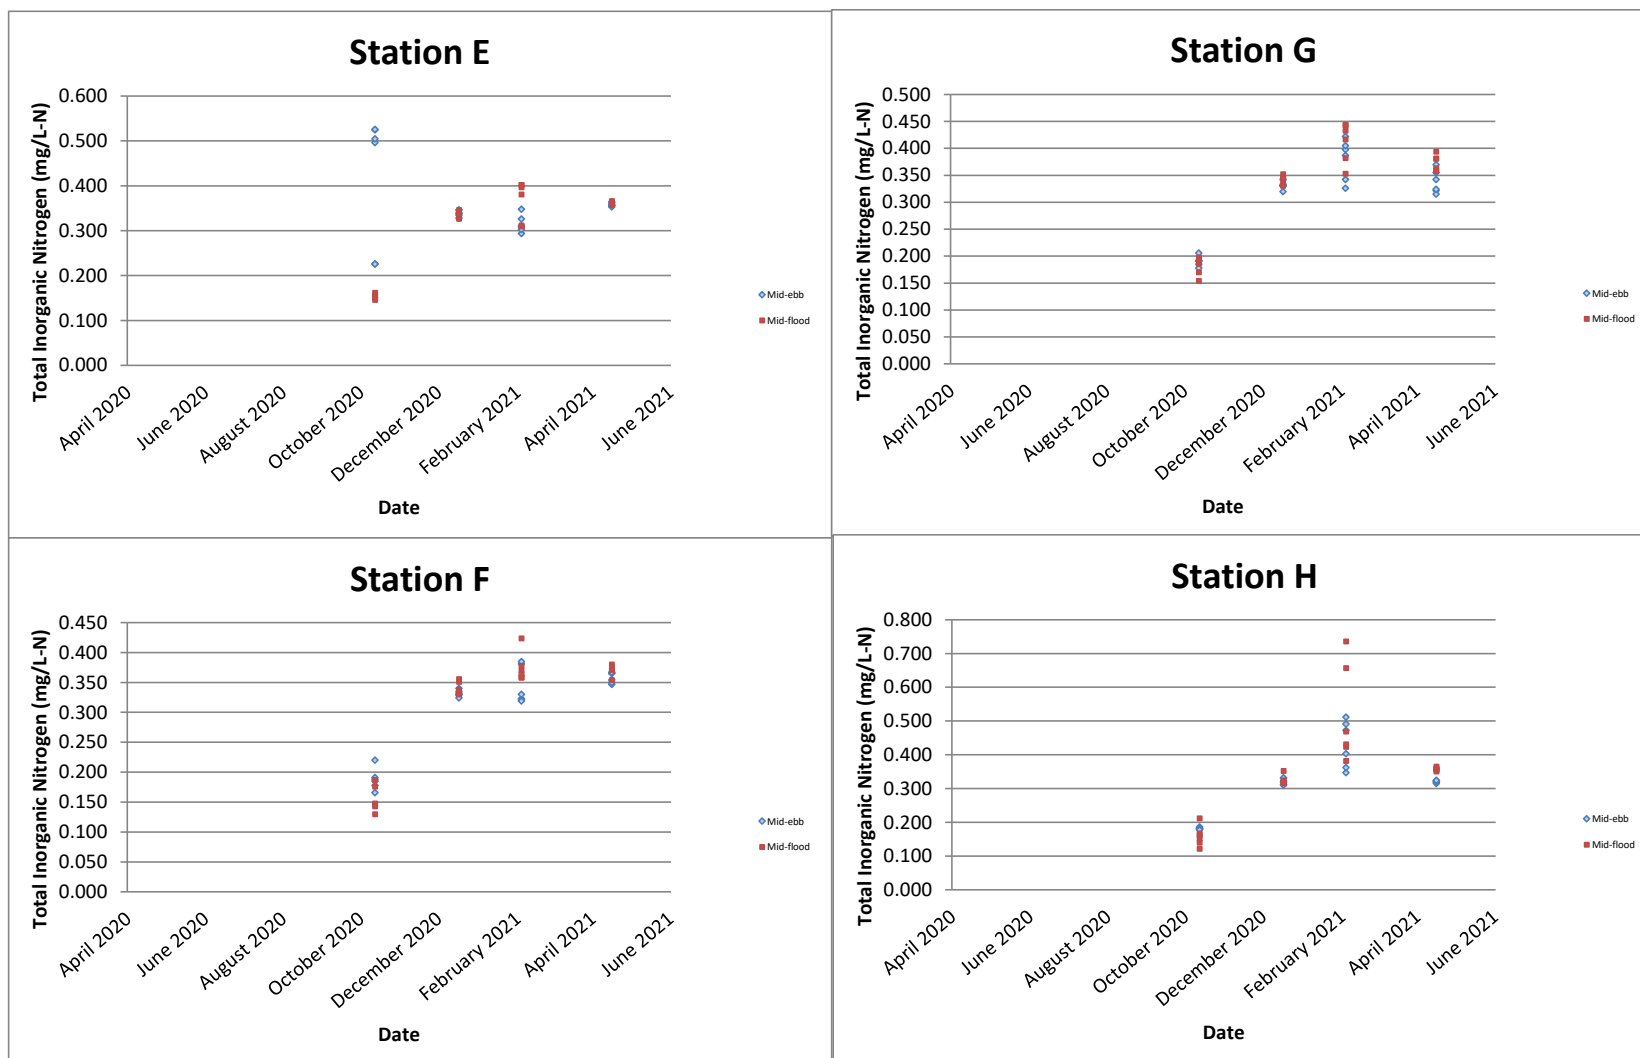 Station E
Total Inorganic Nitrogen (mg/L-N)
0.600
0.500
0.400
0.300
0.200
0.100
0.000
April 2020
June 2020
August 2020
October 2020
December 2020
February 2021
April 2021
June 2021
Date
Mid-ebb
Mid-flood
Station G
Total Inorganic Nitrogen (mg/L-N)
0.500
0.450
0.400
0.350
0.300
0.250
0.200
0.150
0.100
0.050
0.000
April 2020
June 2020
August 2020
October 2020
December 2020
February 2021
April 2021
June 2021
Date
Mid-ebb
Mid-flood
Station F
Total Inorganic Nitrogen (mg/L-N)
0.450
0.400
0.350
0.300
0.250
0.200
0.150
0.100
0.050
0.000
April 2020
June 2020
August 2020
October 2020
December 2020
February 2021
April 2021
June 2021
Date
Mid-ebb
Mid-flood
Station H
Total Inorganic Nitrogen (mg/L-N)
0.800
0.700
0.600
0.500
0.400
0.300
0.200
0.100
0.000
April 2020
June 2020
August 2020
October 2020
December 2020
February 2021
April 2021
June 2021
Date
Mid-ebb
Mid-flood